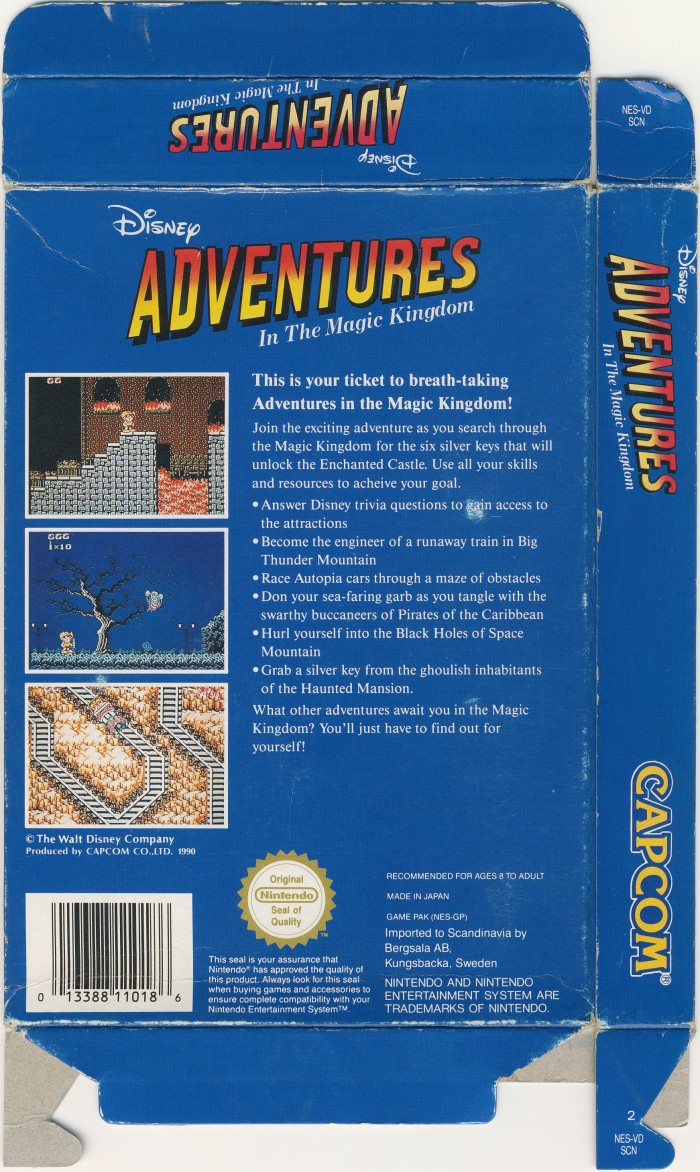 DISNEY
ADVENTURES
In The Magic Kingdom
NES-VD
SCN
DISNEY
ADVENTURES
In The Magic Kingdom
This is your ticket to breath-taking
Adventures in the Magic Kingdom!
Join the exciting adventure as you search through
the Magic Kingdom for the six silver keys that will
unlock the Enchanted Castle. Use all your skills
and resources to acheive your goal.
• Answer Disney trivia questions to gain access to
the attractions
• Become the engineer of a runaway train in Big
Thunder Mountain
• Race Autopia cars through a maze of obstacles
• Don your sea-faring garb as you tangle with the
swarthy buccaneers of Pirates of the Caribbean
• Hurl yourself into the Black Holes of Space
Mountain
• Grab a silver key from the ghoulish inhabitants
of the Haunted Mansion.
What other adventures await you in the Magic
Kingdom? You'll just have to find out for
yourself!
×10
© The Walt Disney Company
Produced by CAPCOM CO.,LTD. 1990
0 13388 11018 6
Original
Nintendo
Seal of
Quality
TM
This seal is your assurance that
Nintendo® has approved the quality of
this product. Always look for this seal
when buying games and accessories to
ensure complete compatibility with your
Nintendo Entertainment System™.
RECOMMENDED FOR AGES 8 TO ADULT
MADE IN JAPAN
GAME PAK (NES-GP)
Imported to Scandinavia by
Bergsala AB,
Kungsbacka, Sweden
NINTENDO AND NINTENDO
ENTERTAINMENT SYSTEM ARE
TRADEMARKS OF NINTENDO.
DISNEY
ADVENTURES
In The Magic Kingdom
CAPCOM®
2
NES-VD
SCN